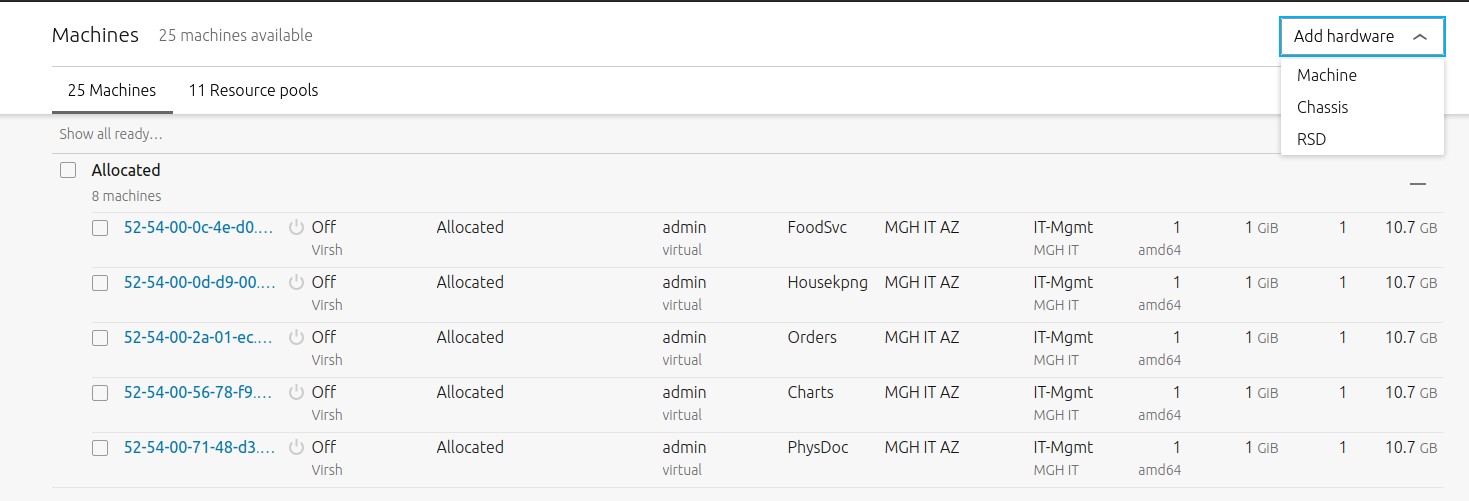 Machines 25 machines available Add hardware
Machine
25 Machines 11 Resource pools
Chassis
Show all ready…
RSD
Allocated
8 machines
52-54-00-0c-4e-d0.… Off Allocated admin FoodSvc MGH IT AZ IT-Mgmt 1 1 GiB 1 10.7 GB
Virsh virtual MGH IT amd64
52-54-00-0d-d9-00.… Off Allocated admin Housekpng MGH IT AZ IT-Mgmt 1 1 GiB 1 10.7 GB
Virsh virtual MGH IT amd64
52-54-00-2a-01-ec.… Off Allocated admin Orders MGH IT AZ IT-Mgmt 1 1 GiB 1 10.7 GB
Virsh virtual MGH IT amd64
52-54-00-56-78-f9.… Off Allocated admin Charts MGH IT AZ IT-Mgmt 1 1 GiB 1 10.7 GB
Virsh virtual MGH IT amd64
52-54-00-71-48-d3.… Off Allocated admin PhysDoc MGH IT AZ IT-Mgmt 1 1 GiB 1 10.7 GB
Virsh virtual MGH IT amd64